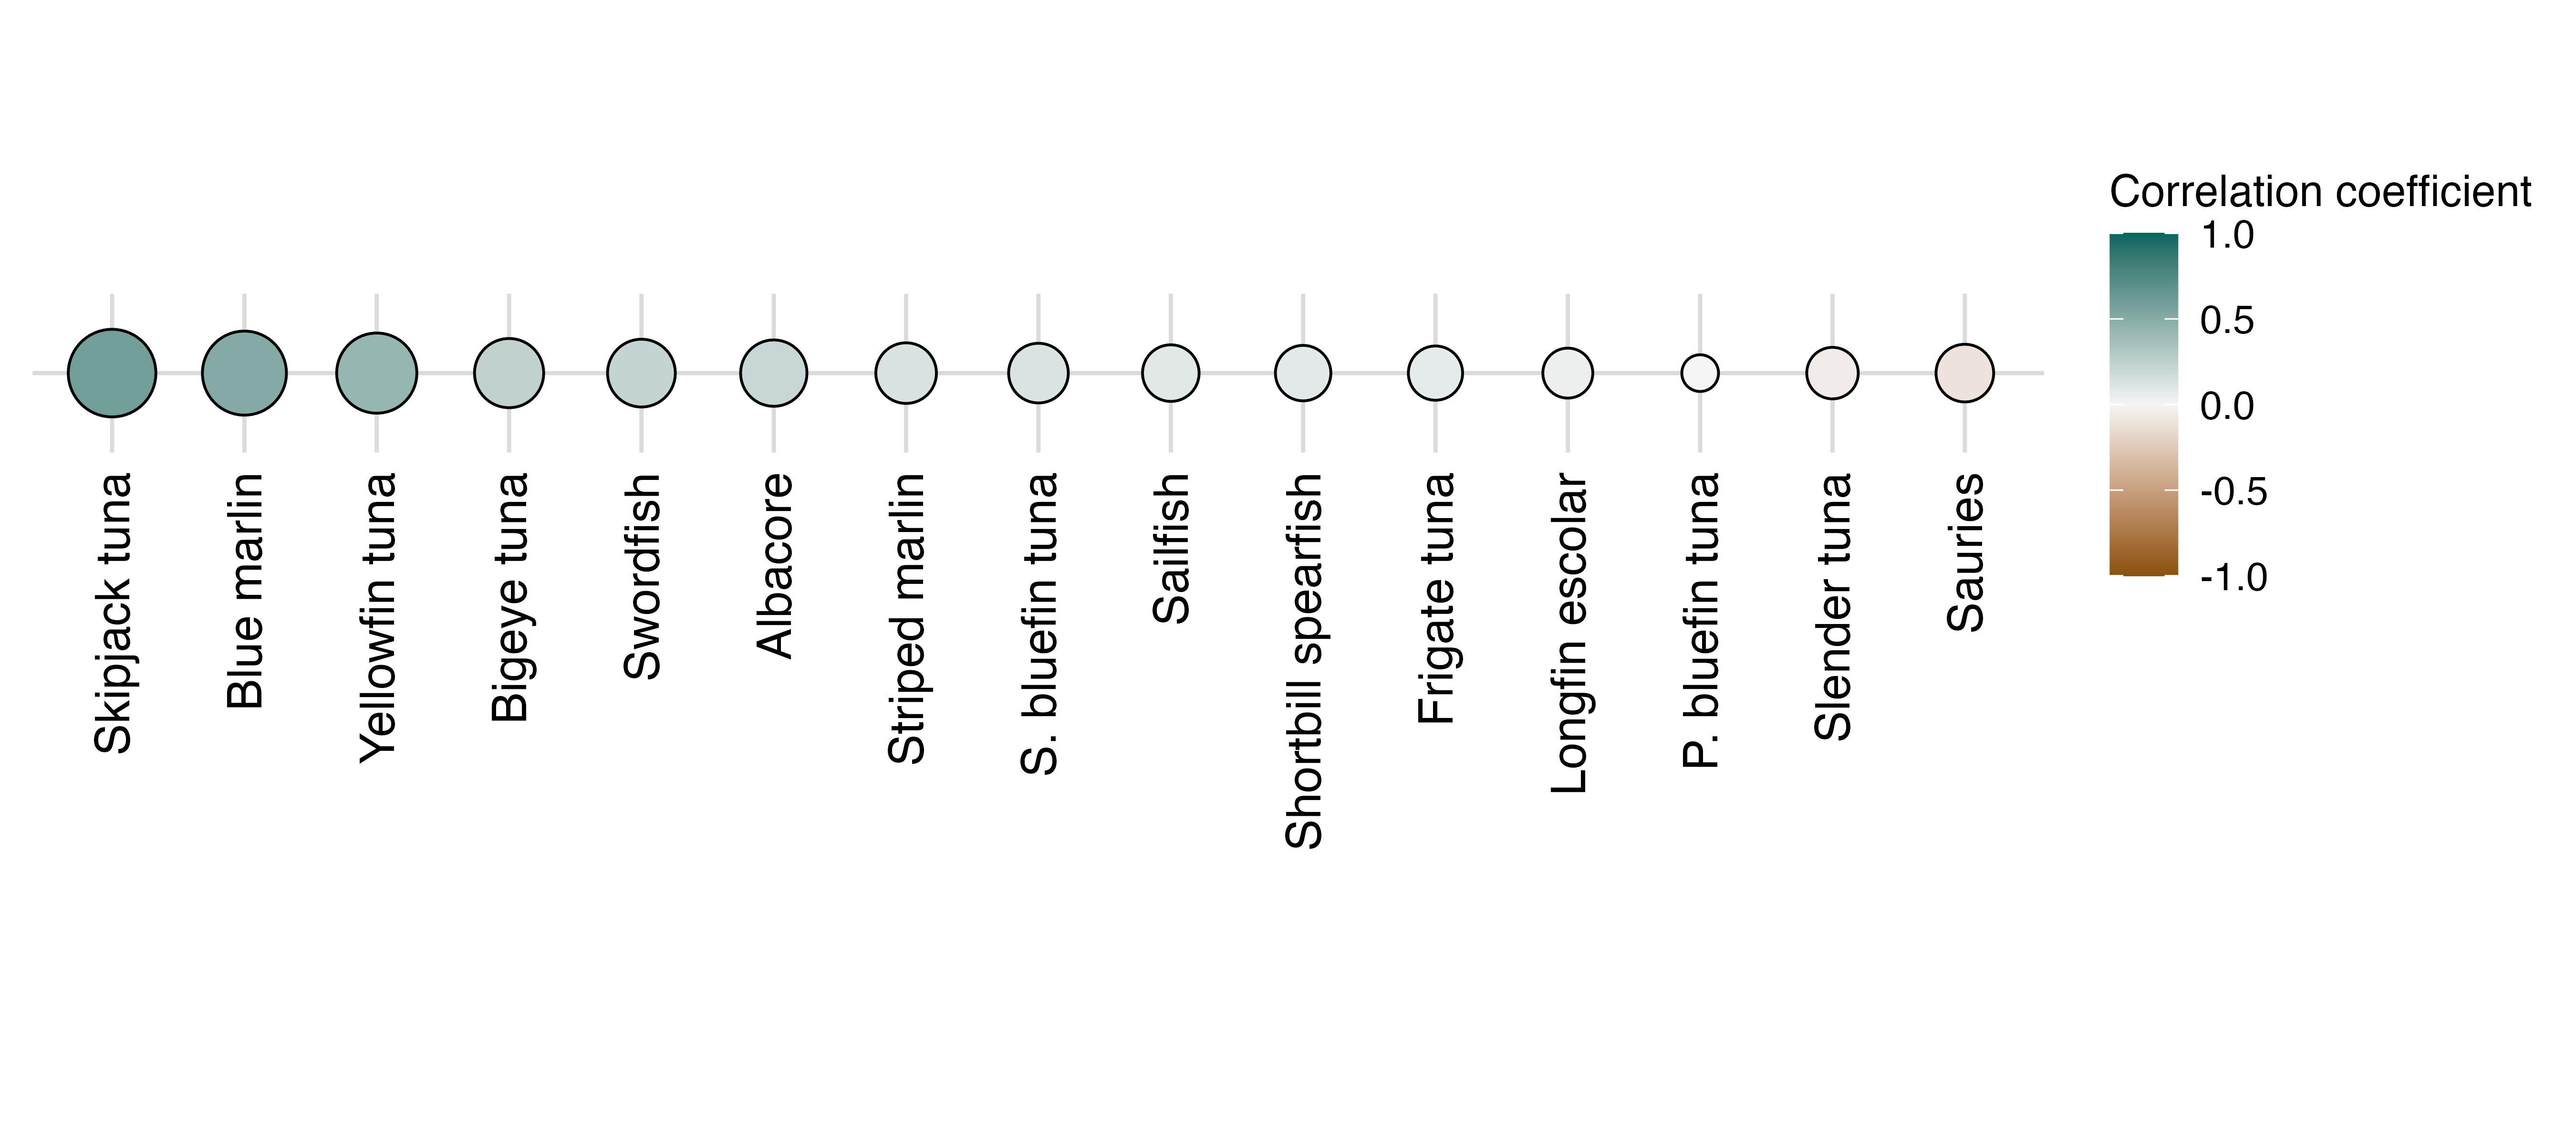 Correlation coefficient
1.0
0.5
0.0
-0.5
-1.0
Skipjack tuna
Blue marlin
Yellowfin tuna
Bigeye tuna
Swordfish
Albacore
Striped marlin
S. bluefin tuna
Sailfish
Shortbill spearfish
Frigate tuna
Longfin escolar
P. bluefin tuna
Slender tuna
Sauries